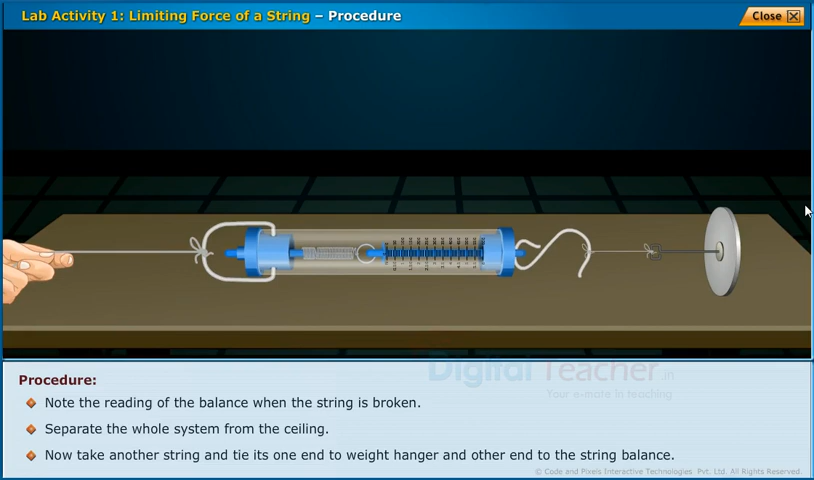 Lab Activity 1: Limiting Force of a String – Procedure
Close
Digital Teacher.in
Your e-mate in teaching
Procedure:
Note the reading of the balance when the string is broken.
Separate the whole system from the ceiling.
Now take another string and tie its one end to weight hanger and other end to the string balance.
© Code and Pixels Interactive Technologies Pvt. Ltd. All Rights Reserved.